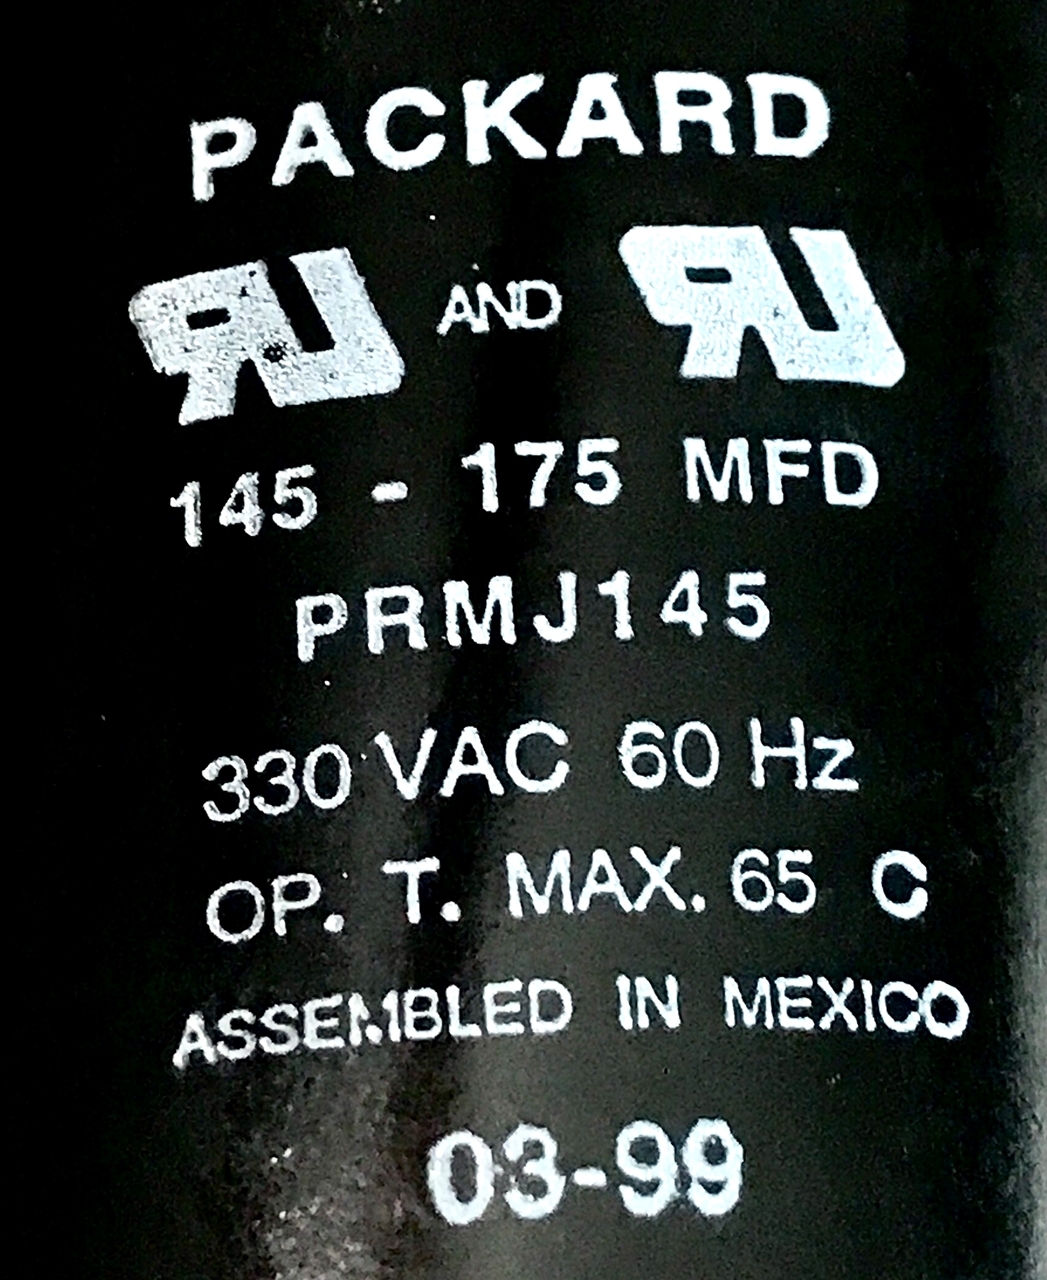 PACKARD
AND
145 - 175 MFD
PRMJ145
330 VAC 60 Hz
OP. T. MAX. 65 C
ASSEMBLED IN MEXICO
03-99